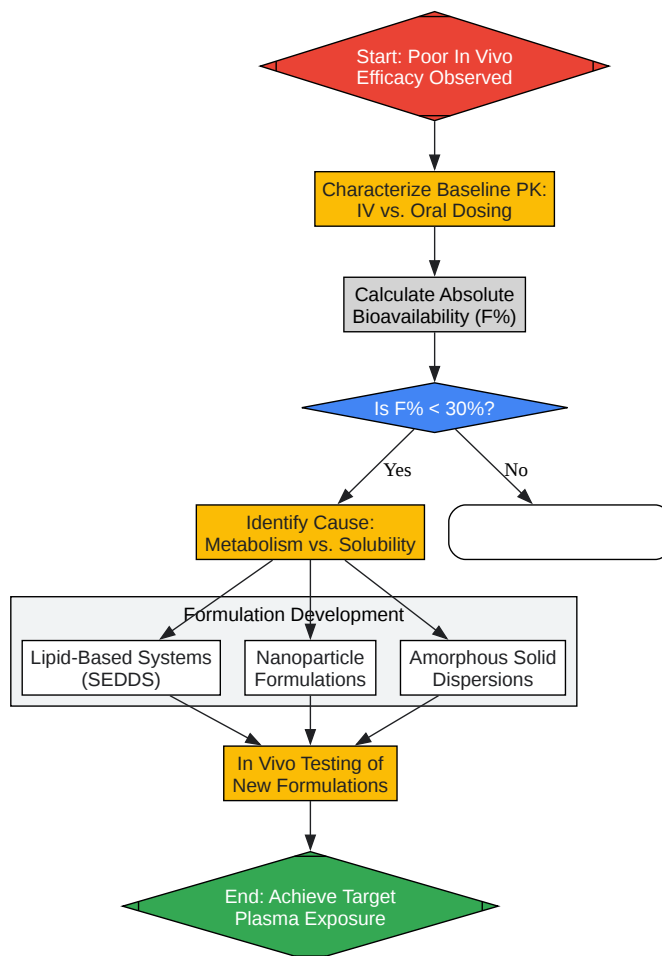 Start: Poor In Vivo
Efficacy Observed
Characterize Baseline PK:
IV vs. Oral Dosing
Calculate Absolute
Bioavailability (F%)
Is F% < 30%?
Yes
No
Identify Cause:
Metabolism vs. Solubility
Formulation Development
Lipid-Based Systems
(SEDDS)
Nanoparticle
Formulations
Amorphous Solid
Dispersions
In Vivo Testing of
New Formulations
End: Achieve Target
Plasma Exposure